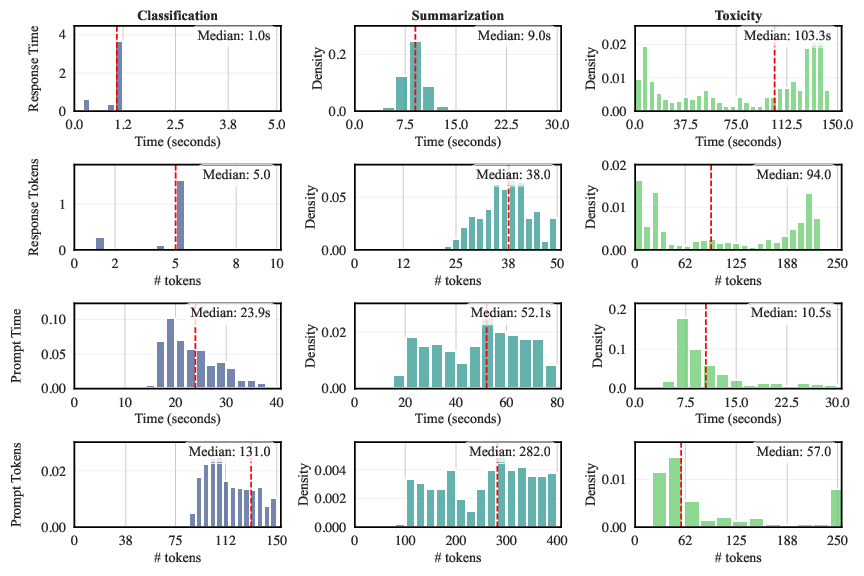 Classification
Summarization
Toxicity
Response Time
4
2
0
Median: 1.0s
0.0 1.2 2.5 3.8 5.0
Time (seconds)
Density
0.2
0.0
Median: 9.0s
0.0 7.5 15.0 22.5 30.0
Time (seconds)
Density
0.02
0.01
0.00
Median: 103.3s
0.0 37.5 75.0 112.5 150.0
Time (seconds)
Response Tokens
1
0
Median: 5.0
0 2 5 8 10
# tokens
Density
0.05
0.00
Median: 38.0
0 12 25 38 50
# tokens
Density
0.02
0.01
0.00
Median: 94.0
0 62 125 188 250
# tokens
Prompt Time
0.10
0.05
0.00
Median: 23.9s
0 10 20 30 40
Time (seconds)
Density
0.02
0.00
Median: 52.1s
0 20 40 60 80
Time (seconds)
Density
0.2
0.1
0.0
Median: 10.5s
0.0 7.5 15.0 22.5 30.0
Time (seconds)
Prompt Tokens
0.02
0.00
Median: 131.0
0 38 75 112 150
# tokens
Density
0.004
0.002
0.000
Median: 282.0
0 100 200 300 400
# tokens
Density
0.01
0.00
Median: 57.0
0 62 125 188 250
# tokens